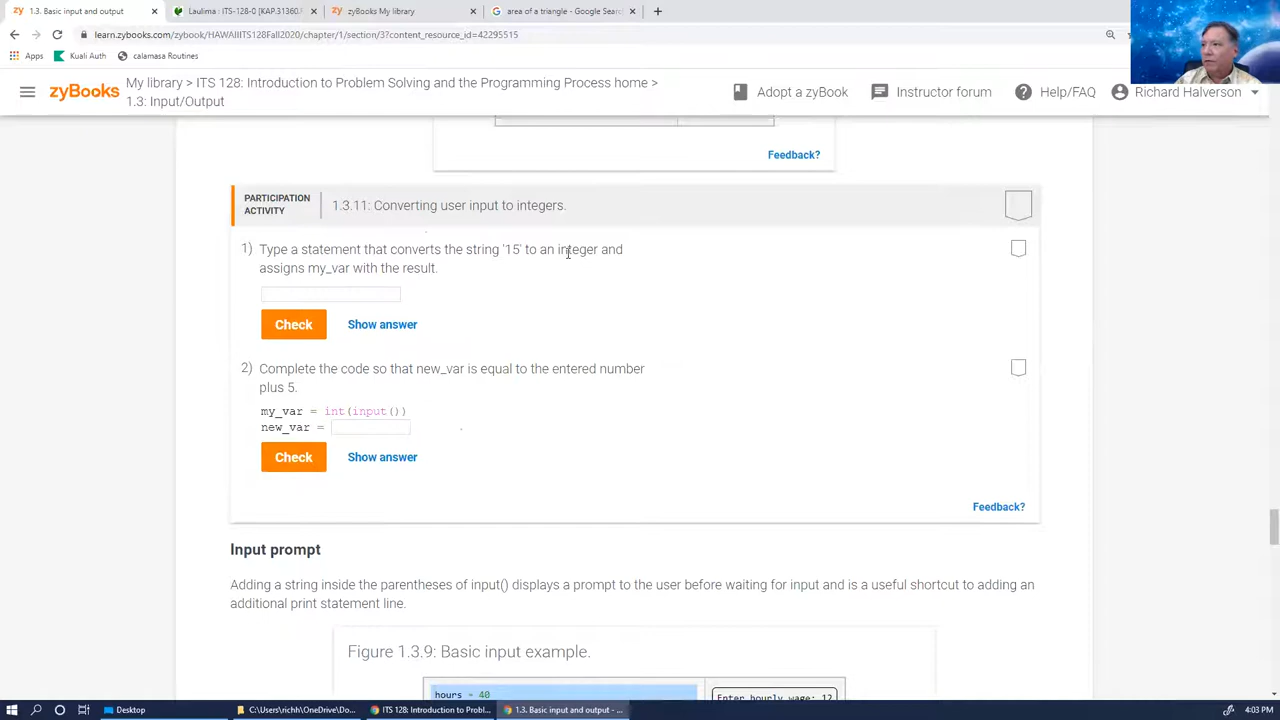 1.3. Basic input and output
Laulima : ITS-128-0 [KAP.31360-
zyBooks My library
area of a triangle - Google Sear
learn.zybooks.com/zybook/HAWAIIITS128Fall2020/chapter/1/section/3?content_resource_id=42295515
Apps
Kuali Auth
calamasa Routines
zyBooks
My library > ITS 128: Introduction to Problem Solving and the Programming Process home >
1.3: Input/Output
Adopt a zyBook
Instructor forum
Help/FAQ
Richard Halverson
Feedback?
PARTICIPATION
ACTIVITY
1.3.11: Converting user input to integers.
1) Type a statement that converts the string '15' to an integer and
assigns my_var with the result.
Check
Show answer
2) Complete the code so that new_var is equal to the entered number
plus 5.
my_var = int(input())
new_var =
Check
Show answer
Feedback?
Input prompt
Adding a string inside the parentheses of input() displays a prompt to the user before waiting for input and is a useful shortcut to adding an
additional print statement line.
Figure 1.3.9: Basic input example.
hours = 40
Enter hourly wage: 12
Desktop
C:\Users\richh\OneDrive\Do...
ITS 128: Introduction to Probl...
1.3. Basic input and output - ...
4:03 PM